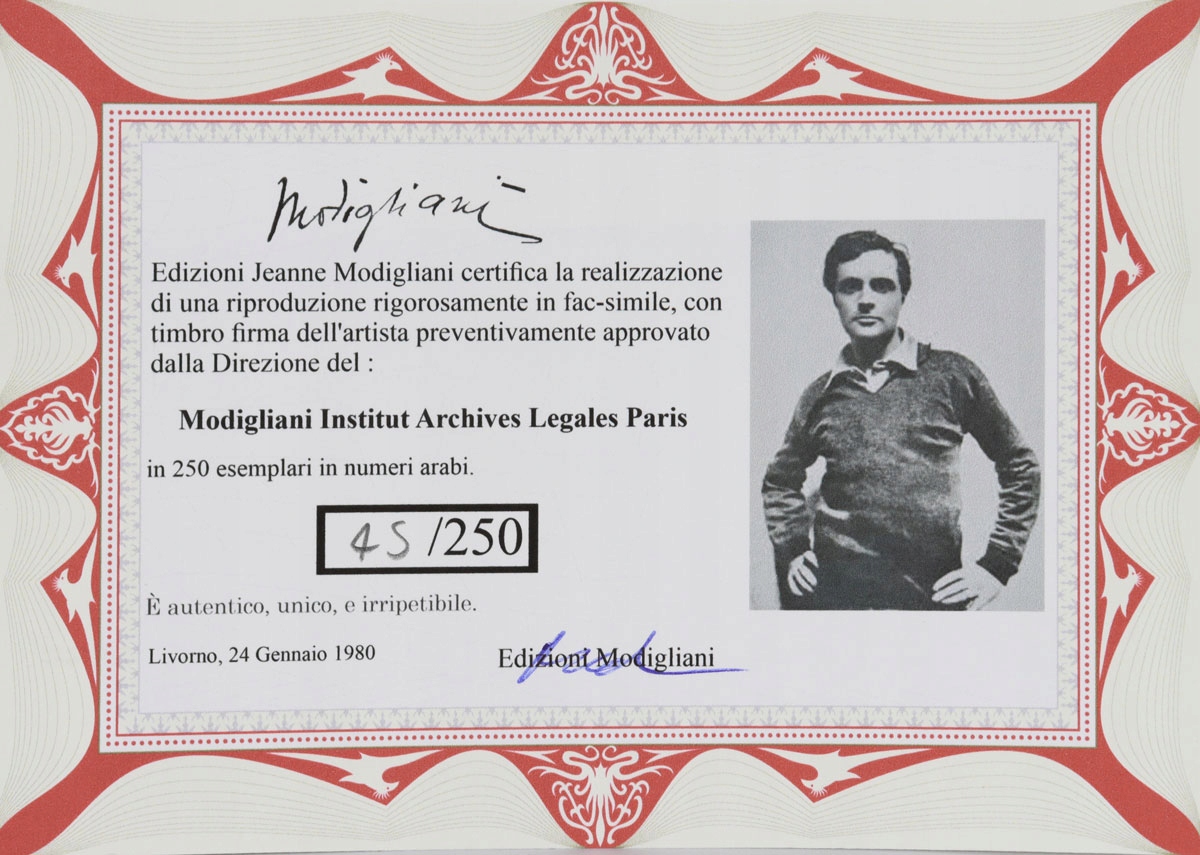 Modigliani
Edizioni Jeanne Modigliani certifica la realizzazione
di una riproduzione rigorosamente in fac-simile, con
timbro firma dell'artista preventivamente approvato
dalla Direzione del :
Modigliani Institut Archives Legales Paris
in 250 esemplari in numeri arabi.
45 /250
È autentico, unico, e irripetibile.
Livorno, 24 Gennaio 1980
Edizioni Modigliani